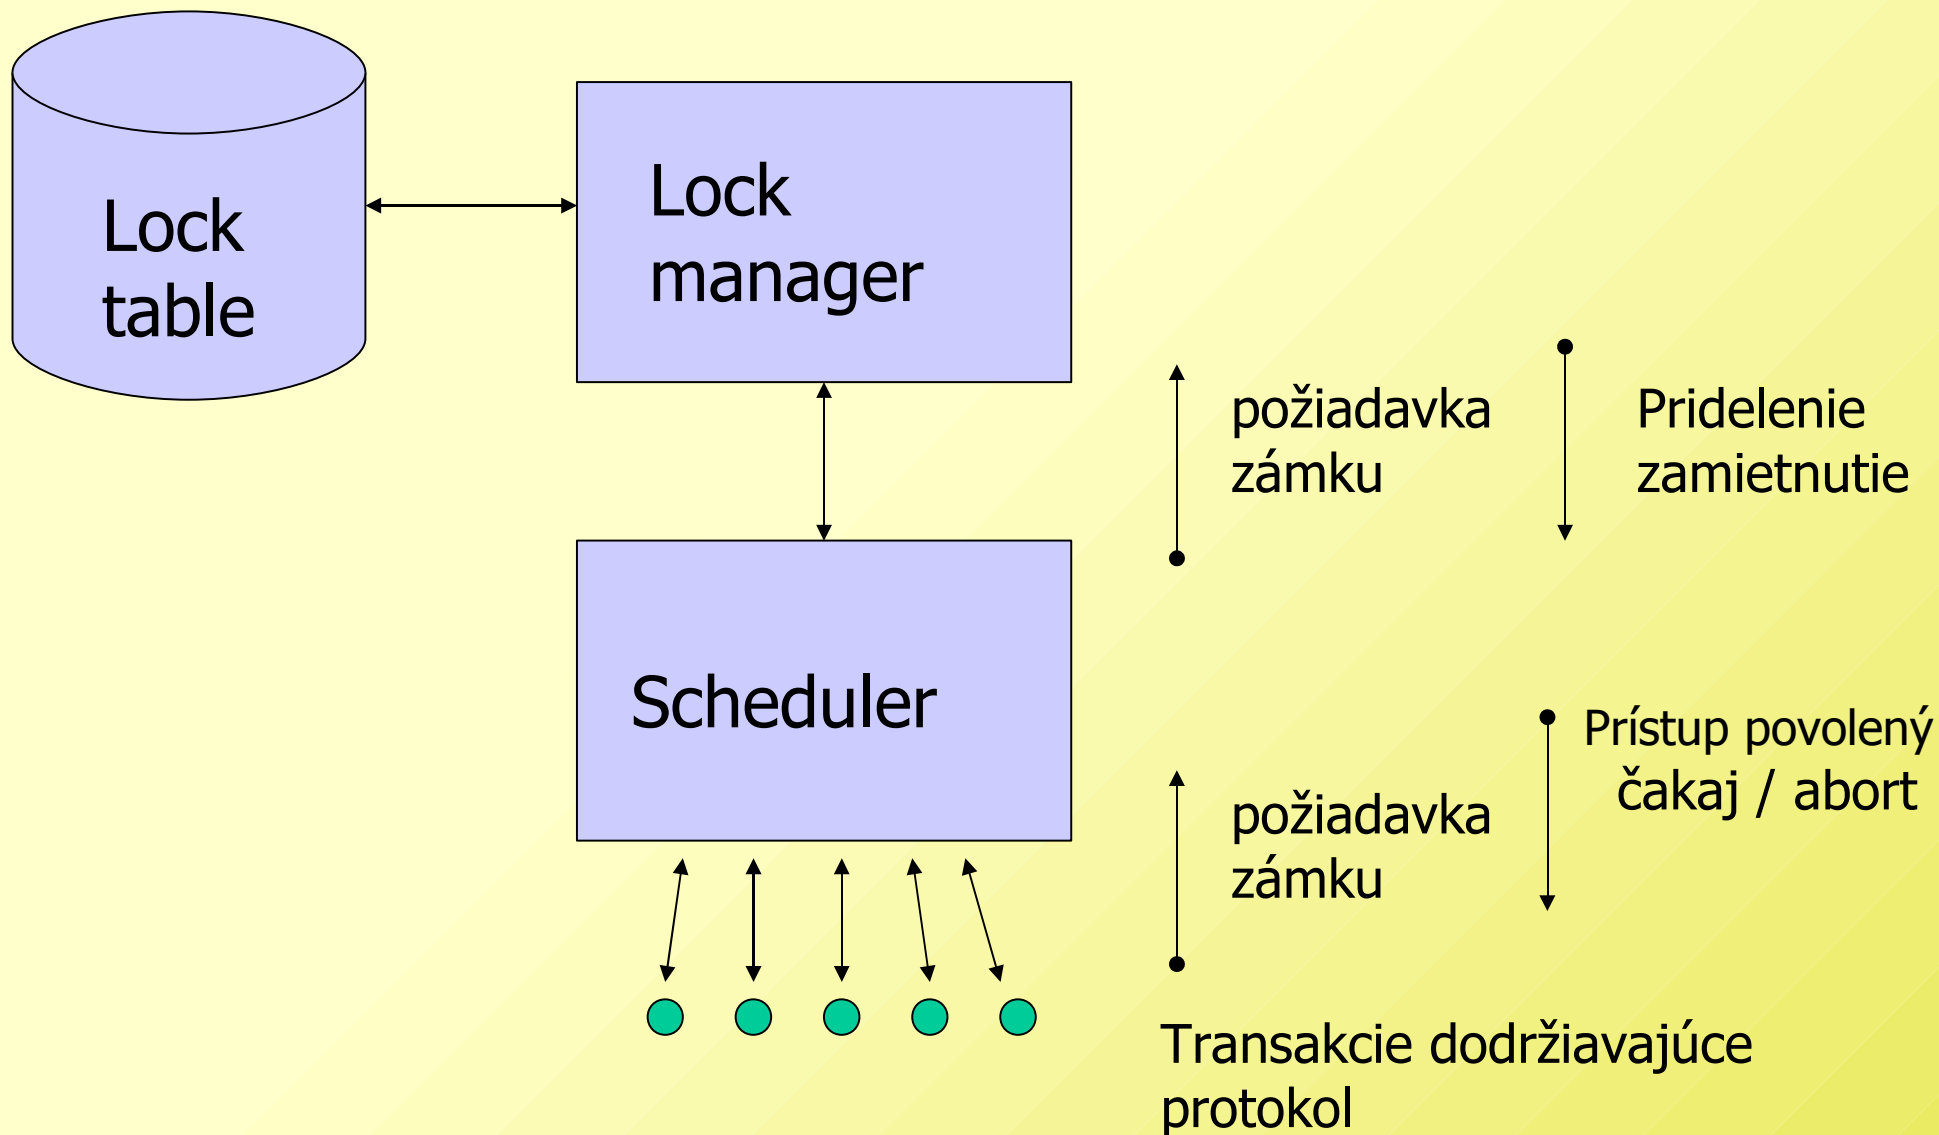 Lock
table
Lock
manager
požiadavka
zámku
Pridelenie
zamietnutie
Scheduler
Prístup povolený
čakaj / abort
požiadavka
zámku
Transakcie dodržiavajúce
protokol